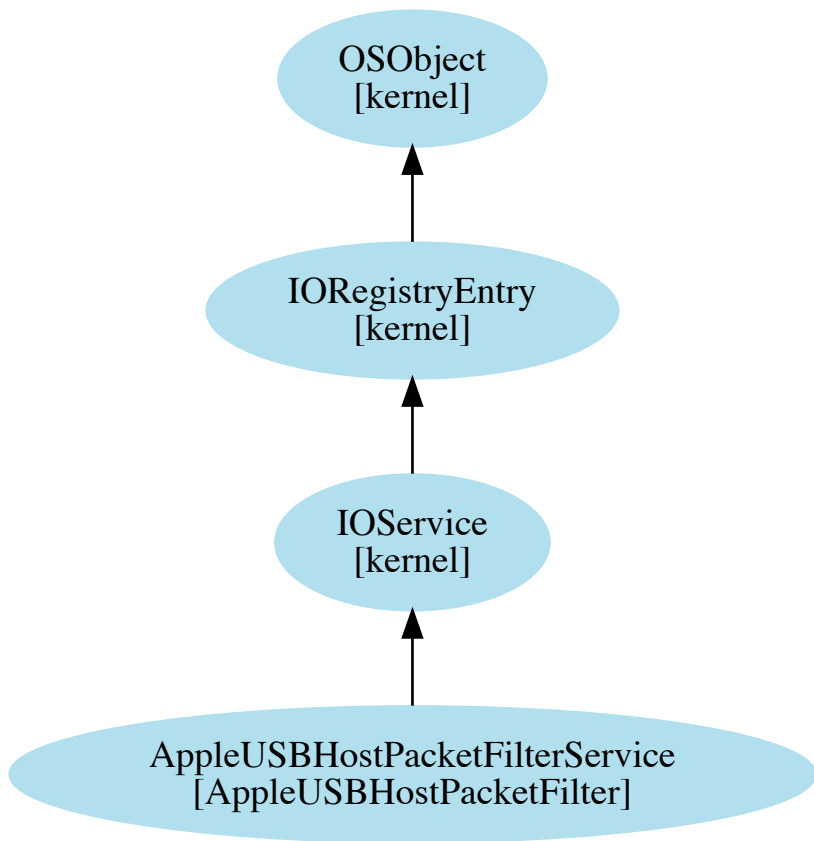 OSObject
[kernel]
IORegistryEntry
[kernel]
IOService
[kernel]
AppleUSBHostPacketFilterService
[AppleUSBHostPacketFilter]